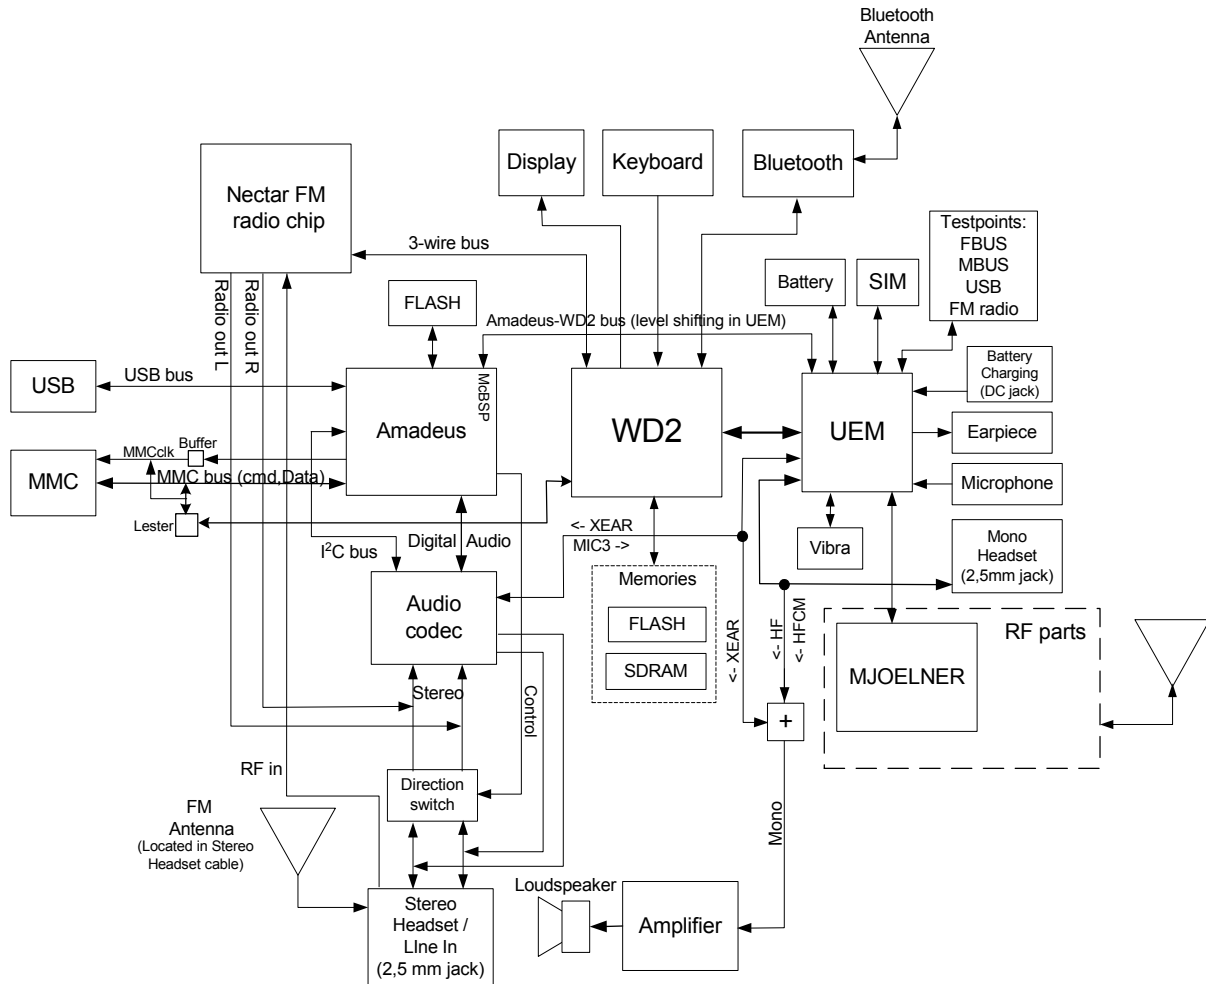 Bluetooth
Antenna
Nectar FM
radio chip
Display
Keyboard
Bluetooth
Testpoints:
FBUS
MBUS
USB
FM radio
3-wire bus
Battery
SIM
Radio out L
Radio out R
FLASH
Amadeus-WD2 bus (level shifting in UEM)
USB
USB bus
McBSP
Amadeus
WD2
UEM
Battery
Charging
(DC jack)
Earpiece
MMC
MMCclk
Buffer
MMC bus (cmd,Data)
Microphone
Lester
I²C bus
Digital
Audio
<- XEAR
MIC3 ->
Vibra
Mono
Headset
(2,5mm jack)
Audio
codec
Memories
FLASH
SDRAM
<- XEAR
<- HF
<- HFCM
RF parts
MJOELNER
Stereo
Control
+
RF in
Direction
switch
Mono
FM
Antenna
(Located in Stereo
Headset cable)
Stereo
Headset /
LIne In
(2,5 mm jack)
Loudspeaker
Amplifier